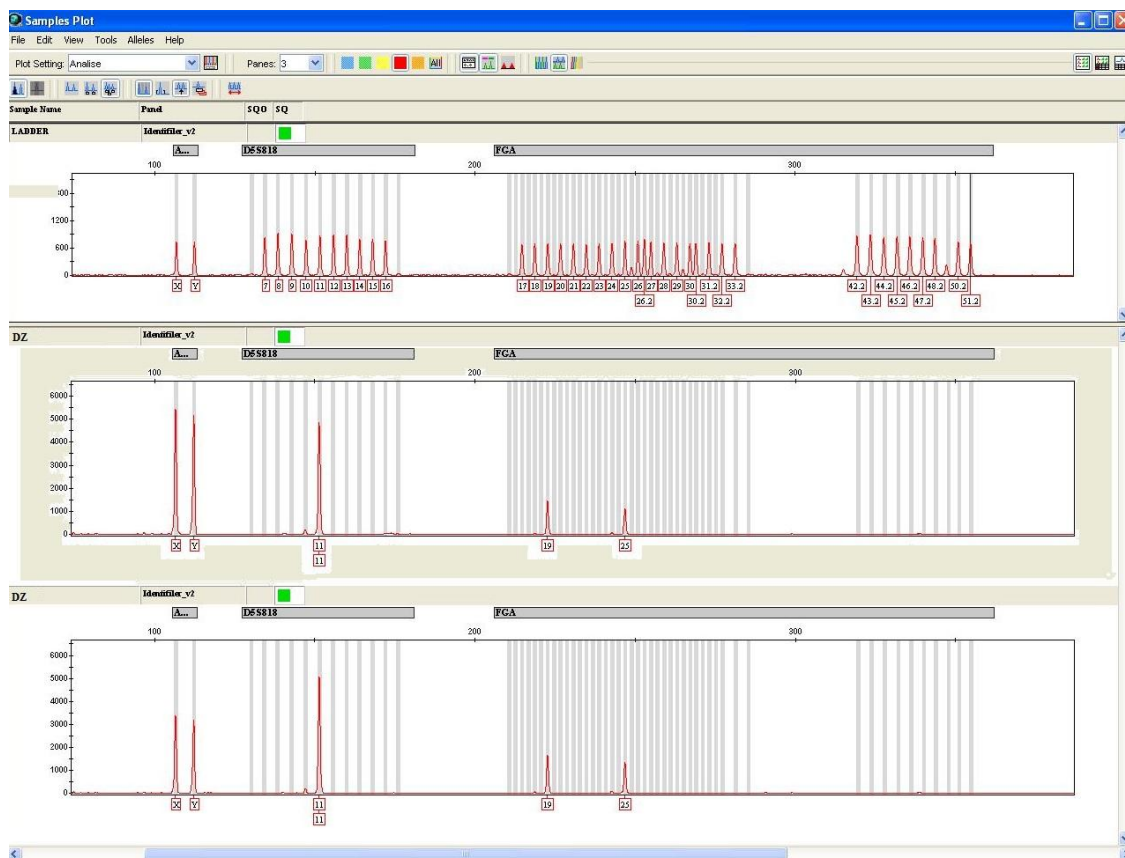 Samples Plot
File Edit View Tools Alleles Help
Plot Setting: Analise Panes: 3 All
Sample Name Panel SQO SQ
LADDER Identifiler_v2
A... D5S818 FGA
100 200 300
1200
600
0
X Y 7 8 9 10 11 12 13 14 15 16 17 18 19 20 21 22 23 24 25 26 27 28 29 30 31.2 33.2 42.2 44.2 46.2 48.2 50.2
26.2 30.2 32.2 43.2 45.2 47.2 51.2
DZ Identifiler_v2
A... D5S818 FGA
100 200 300
6000
5000
4000
3000
2000
1000
0
X Y 11 19 25
11
DZ Identifiler_v2
A... D5S818 FGA
100 200 300
6000
5000
4000
3000
2000
1000
0
X Y 11 19 25
11